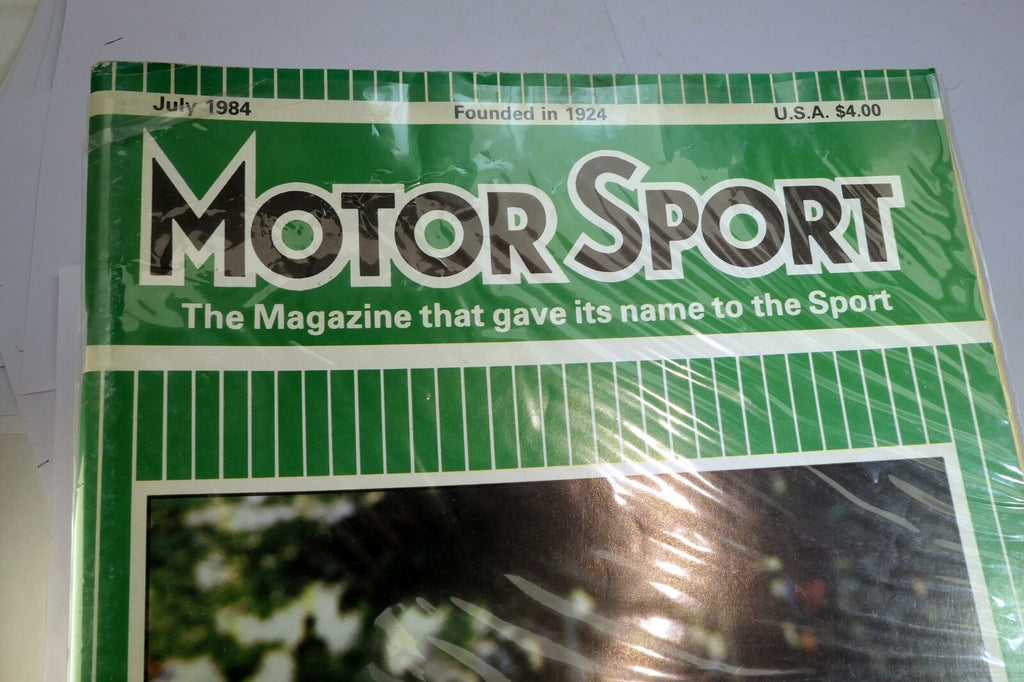 July 1984 Founded in 1924 U.S.A. $4.00
MOTOR SPORT
The Magazine that gave its name to the Sport